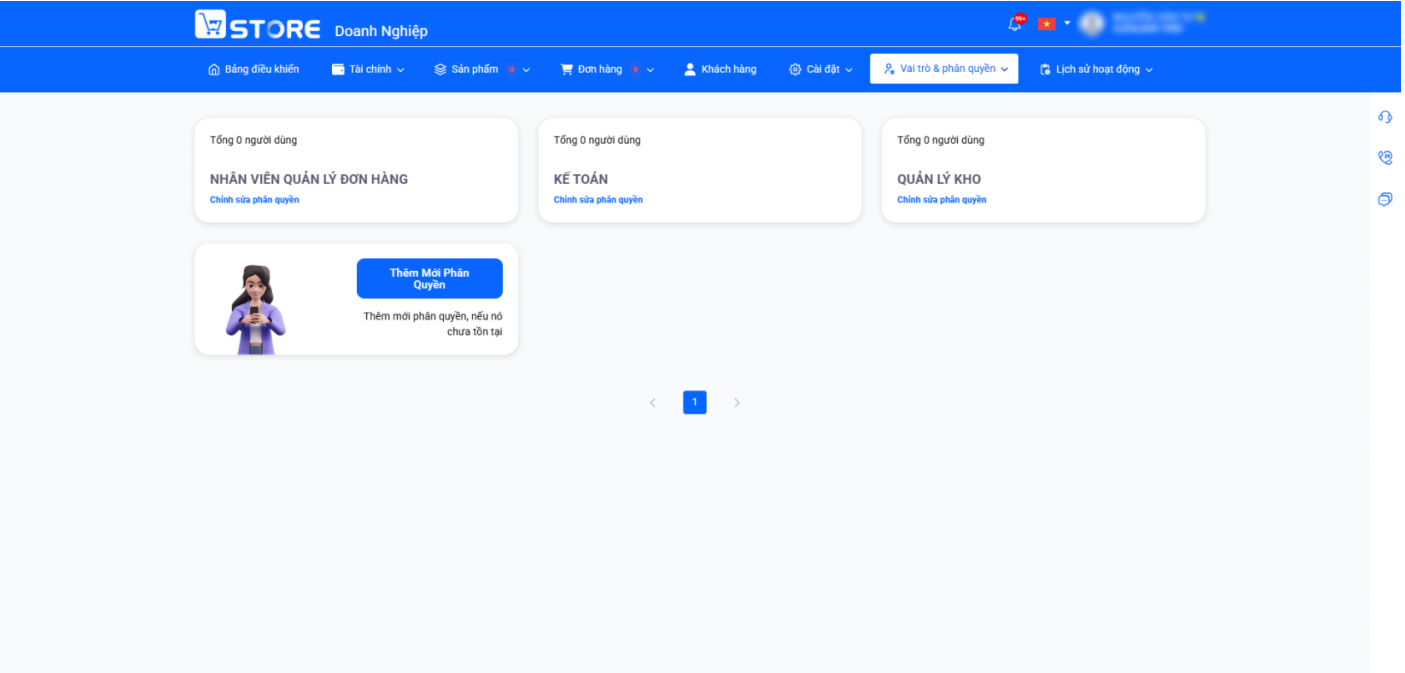 STORE Doanh Nghiệp
99+
Bảng điều khiển Tài chính Sản phẩm 0 Đơn hàng Khách hàng Cài đặt Vai trò & phân quyền Lịch sử hoạt động
Tổng 0 người dùng
NHÂN VIÊN QUẢN LÝ ĐƠN HÀNG
Chỉnh sửa phân quyền
Tổng 0 người dùng
KẾ TOÁN
Chỉnh sửa phân quyền
Tổng 0 người dùng
QUẢN LÝ KHO
Chỉnh sửa phân quyền
Thêm Mới Phân
Quyền
Thêm mới phân quyền, nếu nó
chưa tồn tại
1